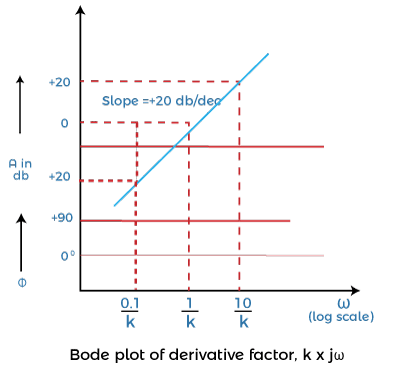 +20
Slope =+20 db/dec
0
A in
db
+20
+90
0°
Φ
0.1
k
1
k
10
k
ω
(log scale)
Bode plot of derivative factor, k x jω